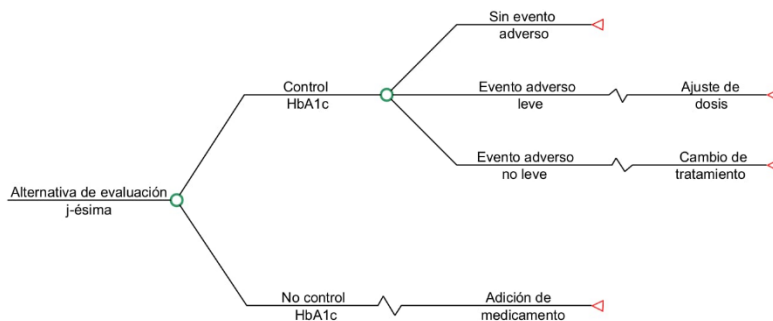 Sin evento
adverso
Control
HbA1c
Evento adverso
leve
Ajuste de
dosis
Evento adverso
no leve
Cambio de
tratamiento
Alternativa de evaluación
j-ésima
No control
HbA1c
Adición de
medicamento